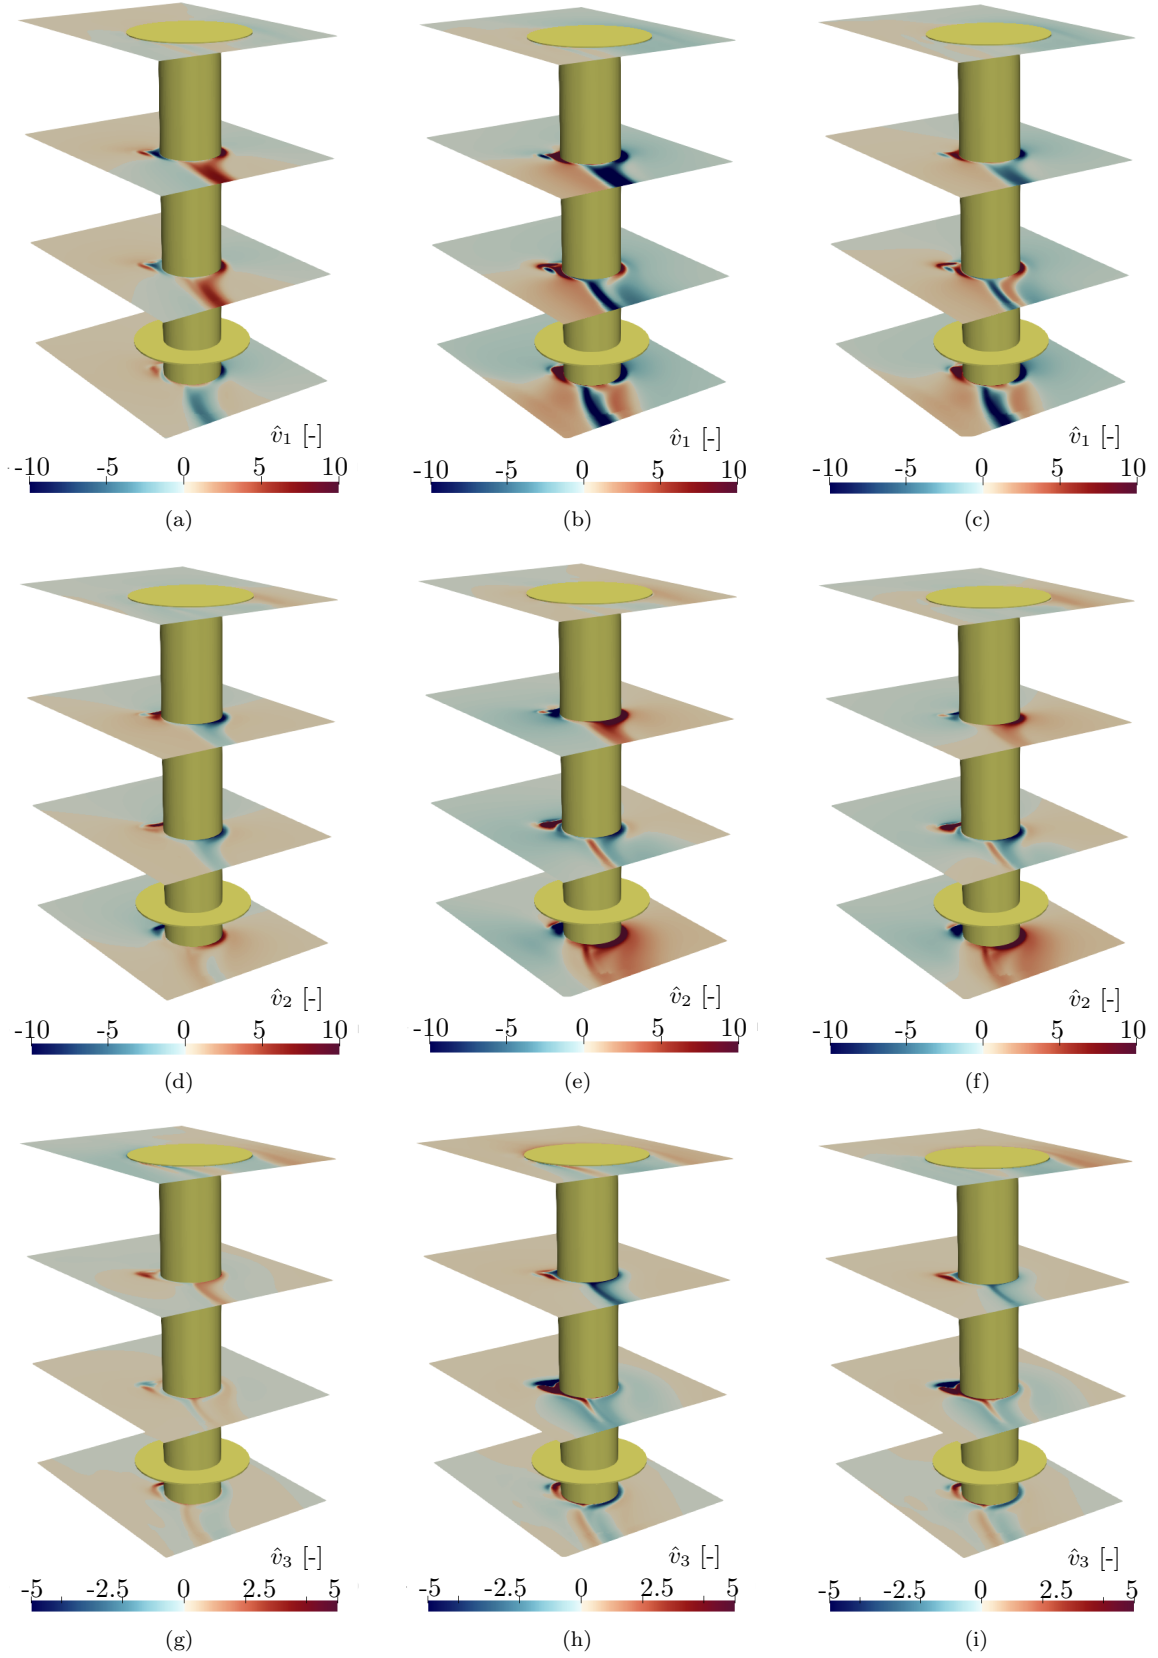 v̂₁ [-] v̂₁ [-] v̂₁ [-]
-10 -5 0 5 10 -10 -5 0 5 10 -10 -5 0 5 10
(a) (b) (c)
v̂₂ [-] v̂₂ [-] v̂₂ [-]
-10 -5 0 5 10 -10 -5 0 5 10 -10 -5 0 5 10
(d) (e) (f)
v̂₃ [-] v̂₃ [-] v̂₃ [-]
-5 -2.5 0 2.5 5 -5 -2.5 0 2.5 5 -5 -2.5 0 2.5 5
(g) (h) (i)